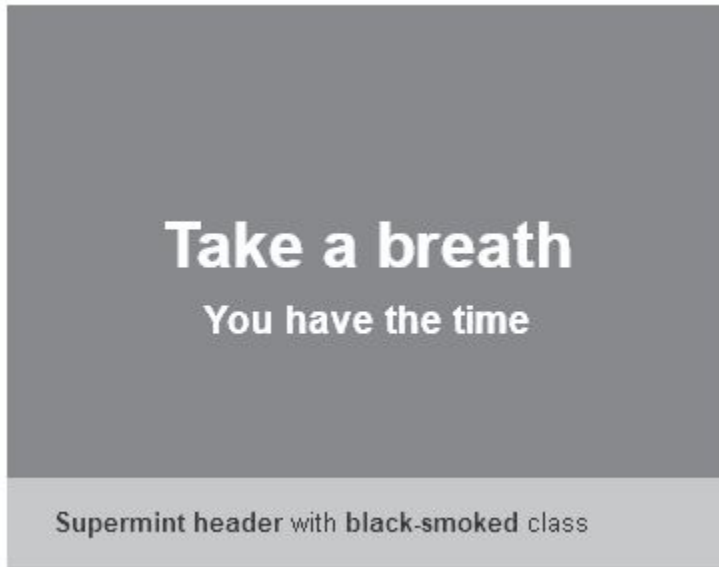 Take a breath
You have the time
Supermint header with black-smoked class